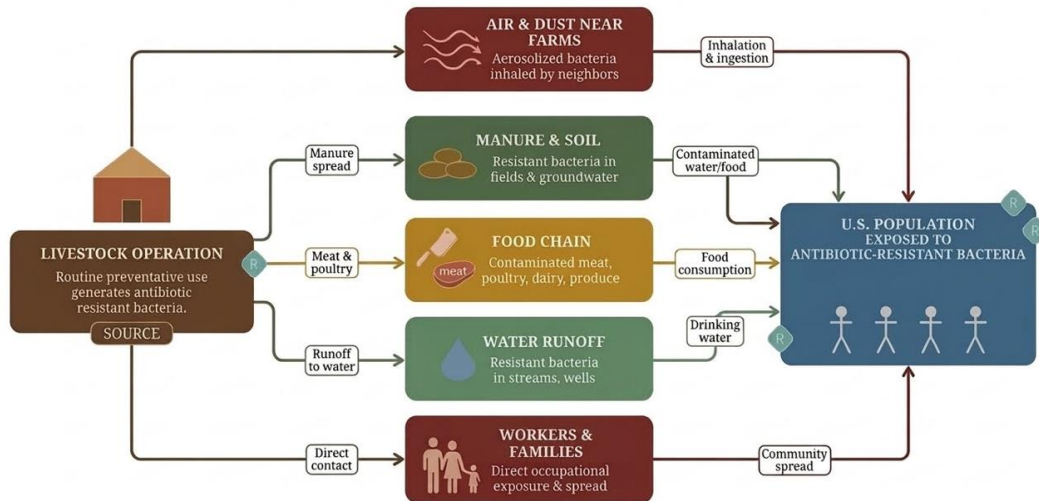 AIR & DUST NEAR
FARMS
Aerosolized bacteria
inhaled by neighbors
Inhalation
& ingestion
MANURE & SOIL
Resistant bacteria in
fields & groundwater
Manure
spread
Contaminated
water/food
LIVESTOCK OPERATION
Routine preventative use
generates antibiotic
resistant bacteria.
SOURCE
R
Meat &
poultry
FOOD CHAIN
meat
Contaminated meat,
poultry, dairy, produce
Food
consumption
U.S. POPULATION
EXPOSED TO
ANTIBIOTIC-RESISTANT BACTERIA
R
R
R
Runoff
to water
WATER RUNOFF
Resistant bacteria
in streams, wells
Drinking
water
Direct
contact
WORKERS &
FAMILIES
Direct occupational
exposure & spread
Community
spread